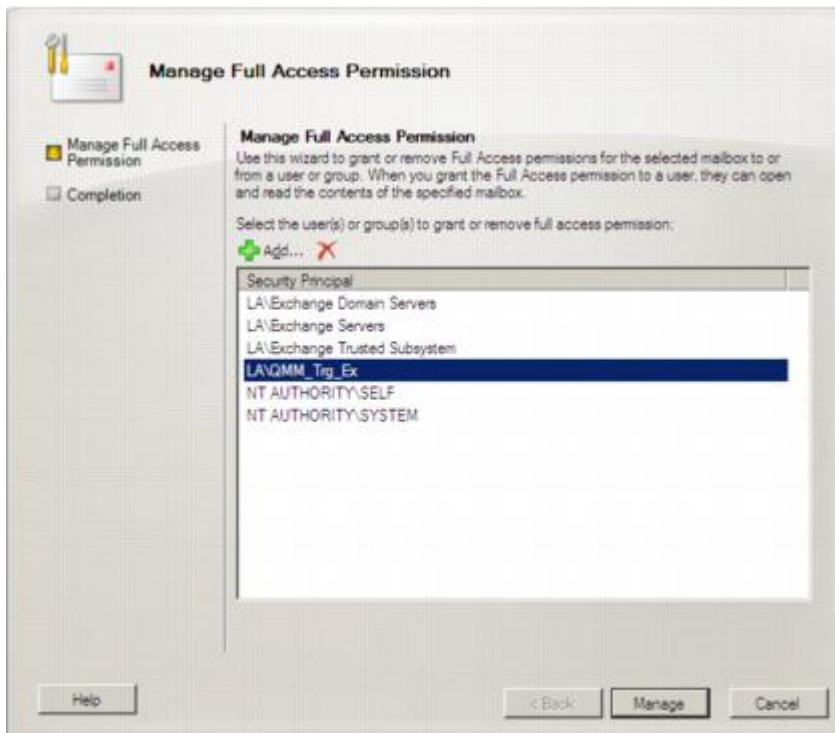 Manage Full Access Permission
Manage Full Access
Permission
Completion
Manage Full Access Permission
Use this wizard to grant or remove Full Access permissions for the selected mailbox to or
from a user or group. When you grant the Full Access permission to a user, they can open
and read the contents of the specified mailbox.
Select the user(s) or group(s) to grant or remove full access permission:
Add...
Security Principal
LA\Exchange Domain Servers
LA\Exchange Servers
LA\Exchange Trusted Subsystem
LA\QMM_Trg_Ex
NT AUTHORITY\SELF
NT AUTHORITY\SYSTEM
Help
< Back
Manage
Cancel